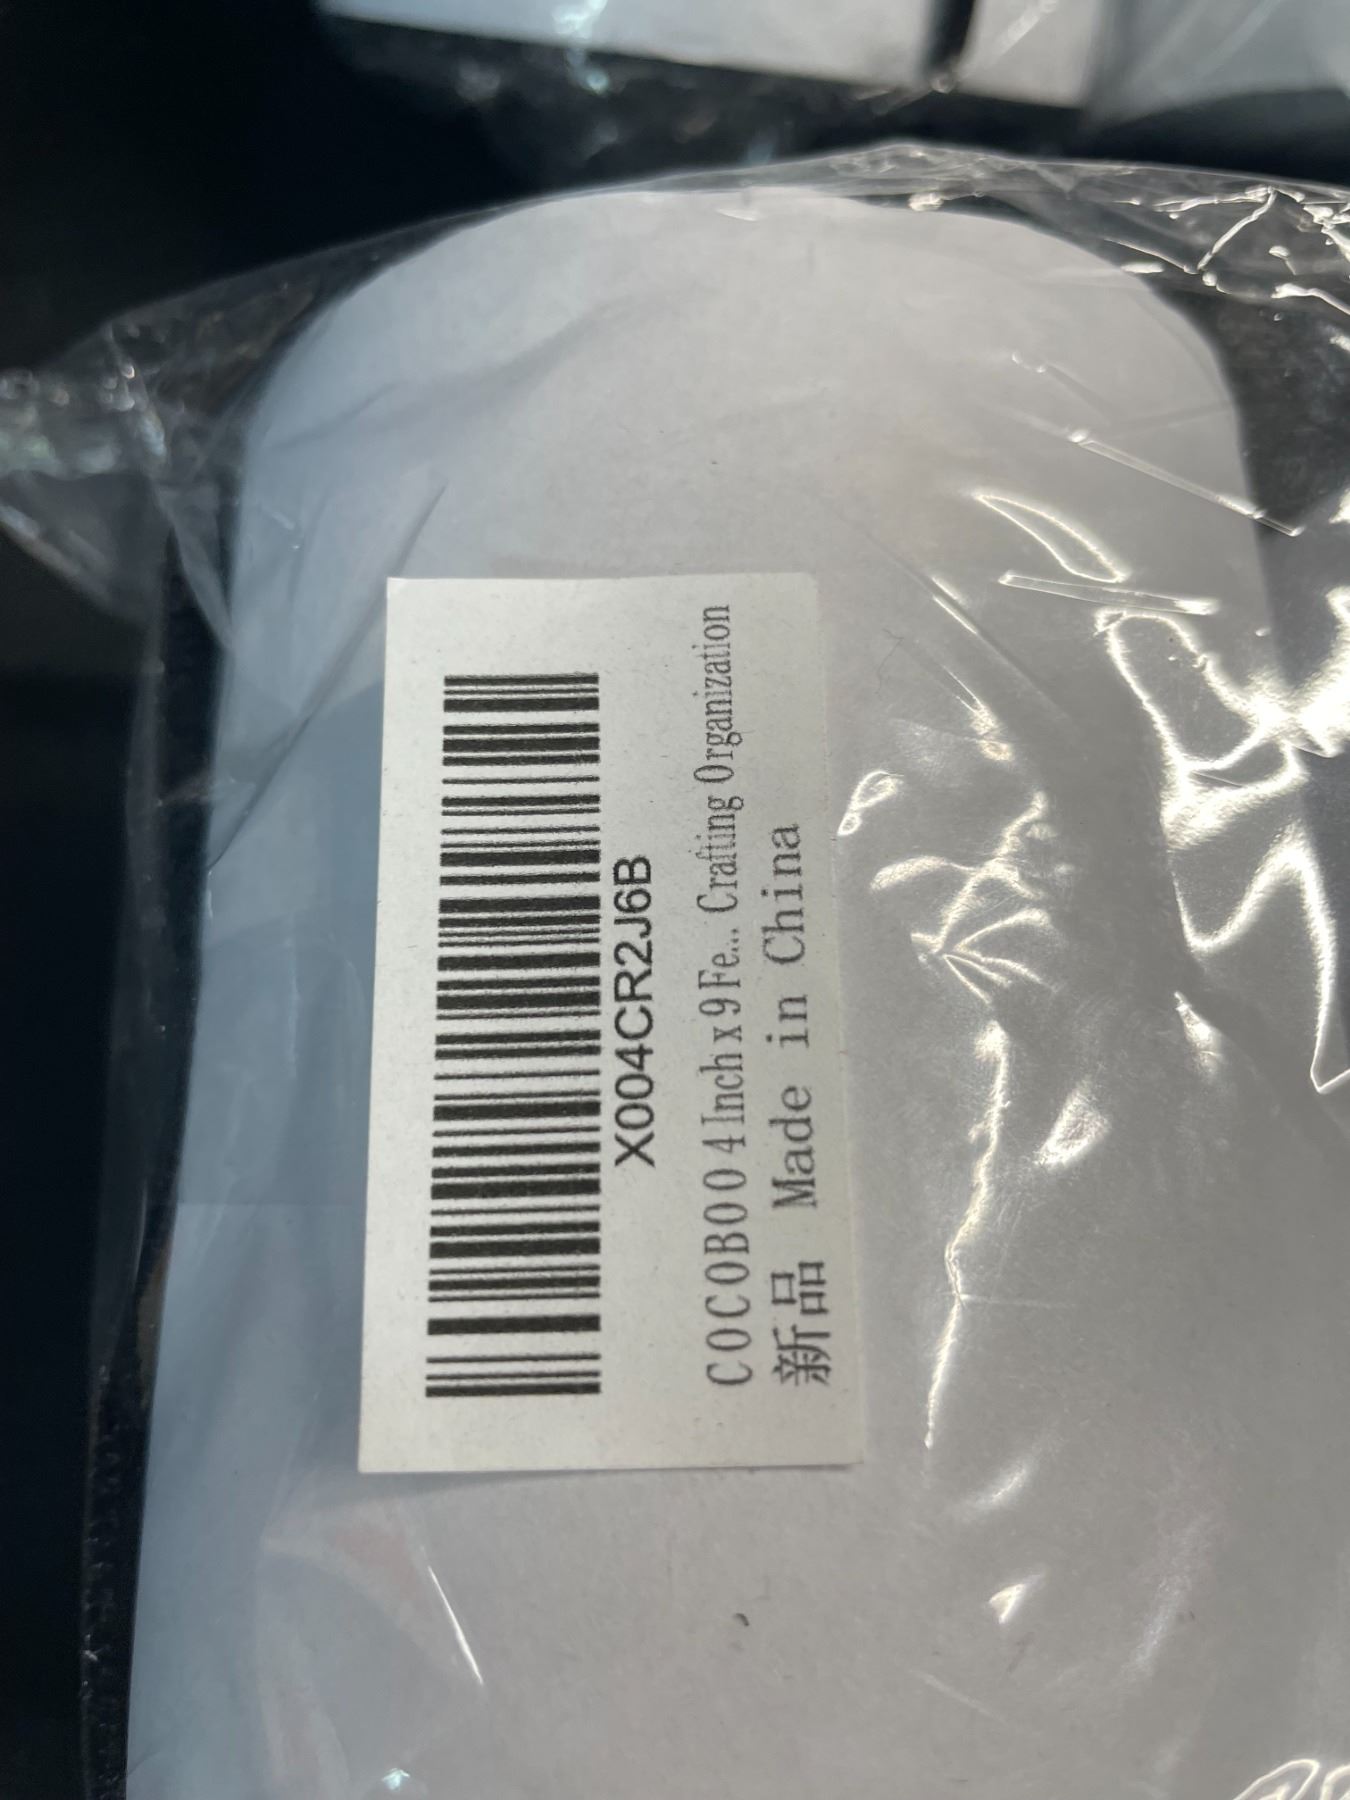 X004CR2J6B
COCOBOO 4 Inch x 9 Fe... Crafting Organization
新品 Made in China